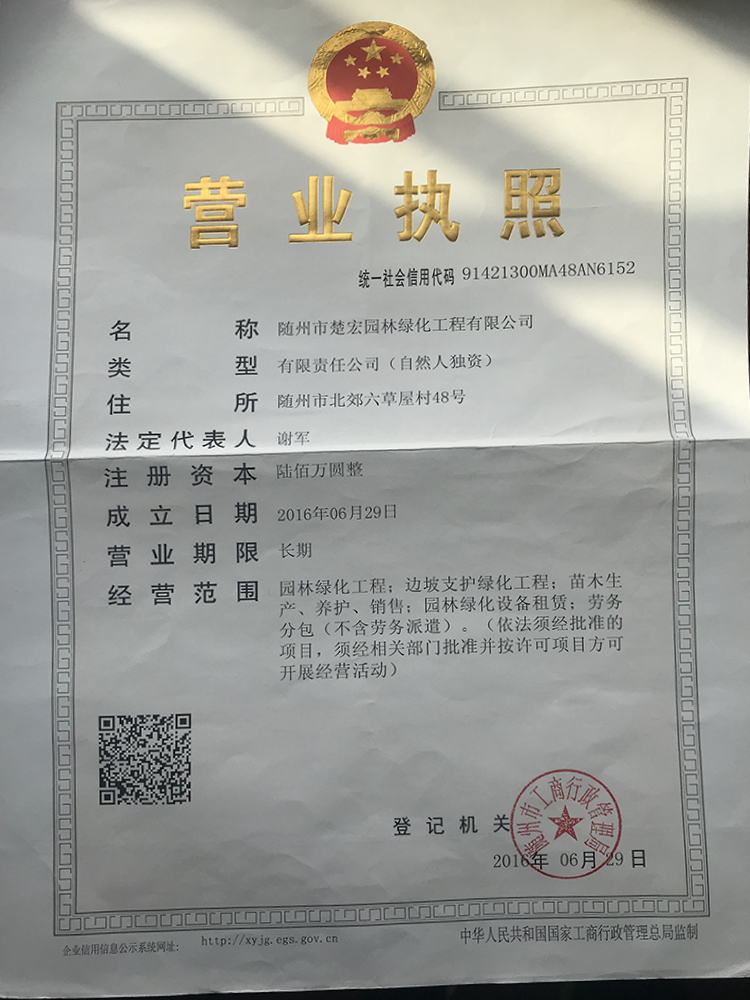 营业执照
统一社会信用代码 91421300MA48AN6152
名称 随州市楚宏园林绿化工程有限公司
类型 有限责任公司（自然人独资）
住所 随州市北郊六草屋村48号
法定代表人 谢军
注册资本 陆佰万圆整
成立日期 2016年06月29日
营业期限 长期
经营范围 园林绿化工程；边坡支护绿化工程；苗木生
产、养护、销售；园林绿化设备租赁；劳务
分包（不含劳务派遣）。（依法须经批准的
项目，须经相关部门批准并按许可项目方可
开展经营活动）
随州市工商行政管理局
登记机关
2016年 06月 29日
企业信用信息公示系统网址： http://xyjg.egs.gov.cn
中华人民共和国国家工商行政管理总局监制